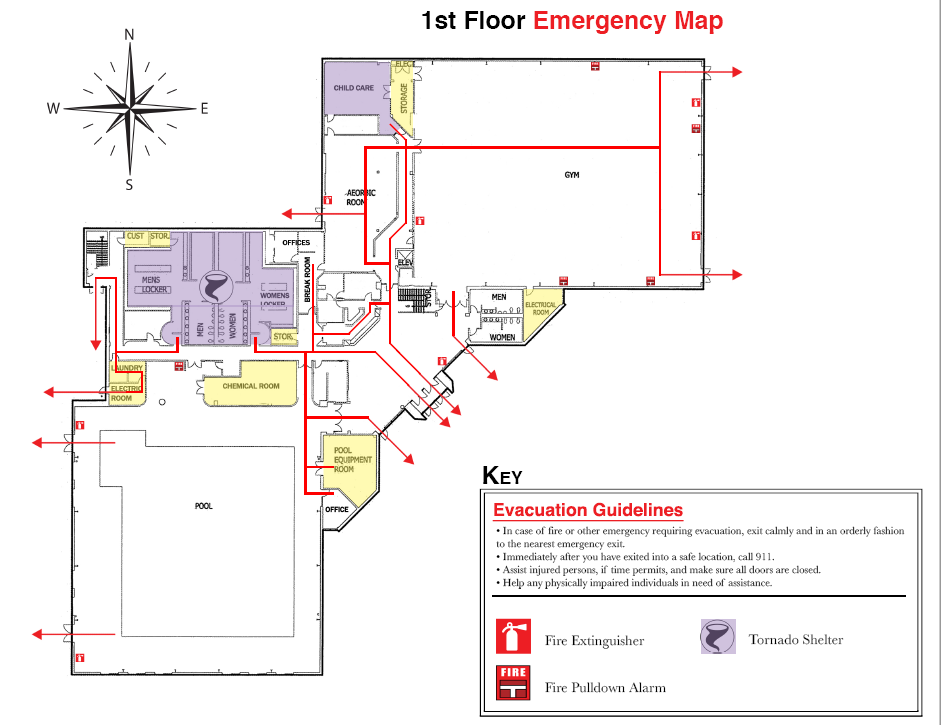 1st Floor Emergency Map
N
W E
S
ELEC
CHILD CARE
STORAGE
GYM
AEORBIC
ROOM
CUST STOR.
OFFICES
BREAK ROOM
ELEV
MENS
LOCKER
WOMENS
LOCKER
MEN
WOMEN
STOR.
STOR.
MEN
WOMEN
ELECTRICAL
ROOM
LAUNDRY
ELECTRIC
ROOM
CHEMICAL ROOM
POOL
EQUIPMENT
ROOM
OFFICE
POOL
KEY
Evacuation Guidelines
• In case of fire or other emergency requiring evacuation, exit calmly and in an orderly fashion
to the nearest emergency exit.
• Immediately after you have exited into a safe location, call 911.
• Assist injured persons, if time permits, and make sure all doors are closed.
• Help any physically impaired individuals in need of assistance.
Fire Extinguisher
Tornado Shelter
FIRE
Fire Pulldown Alarm